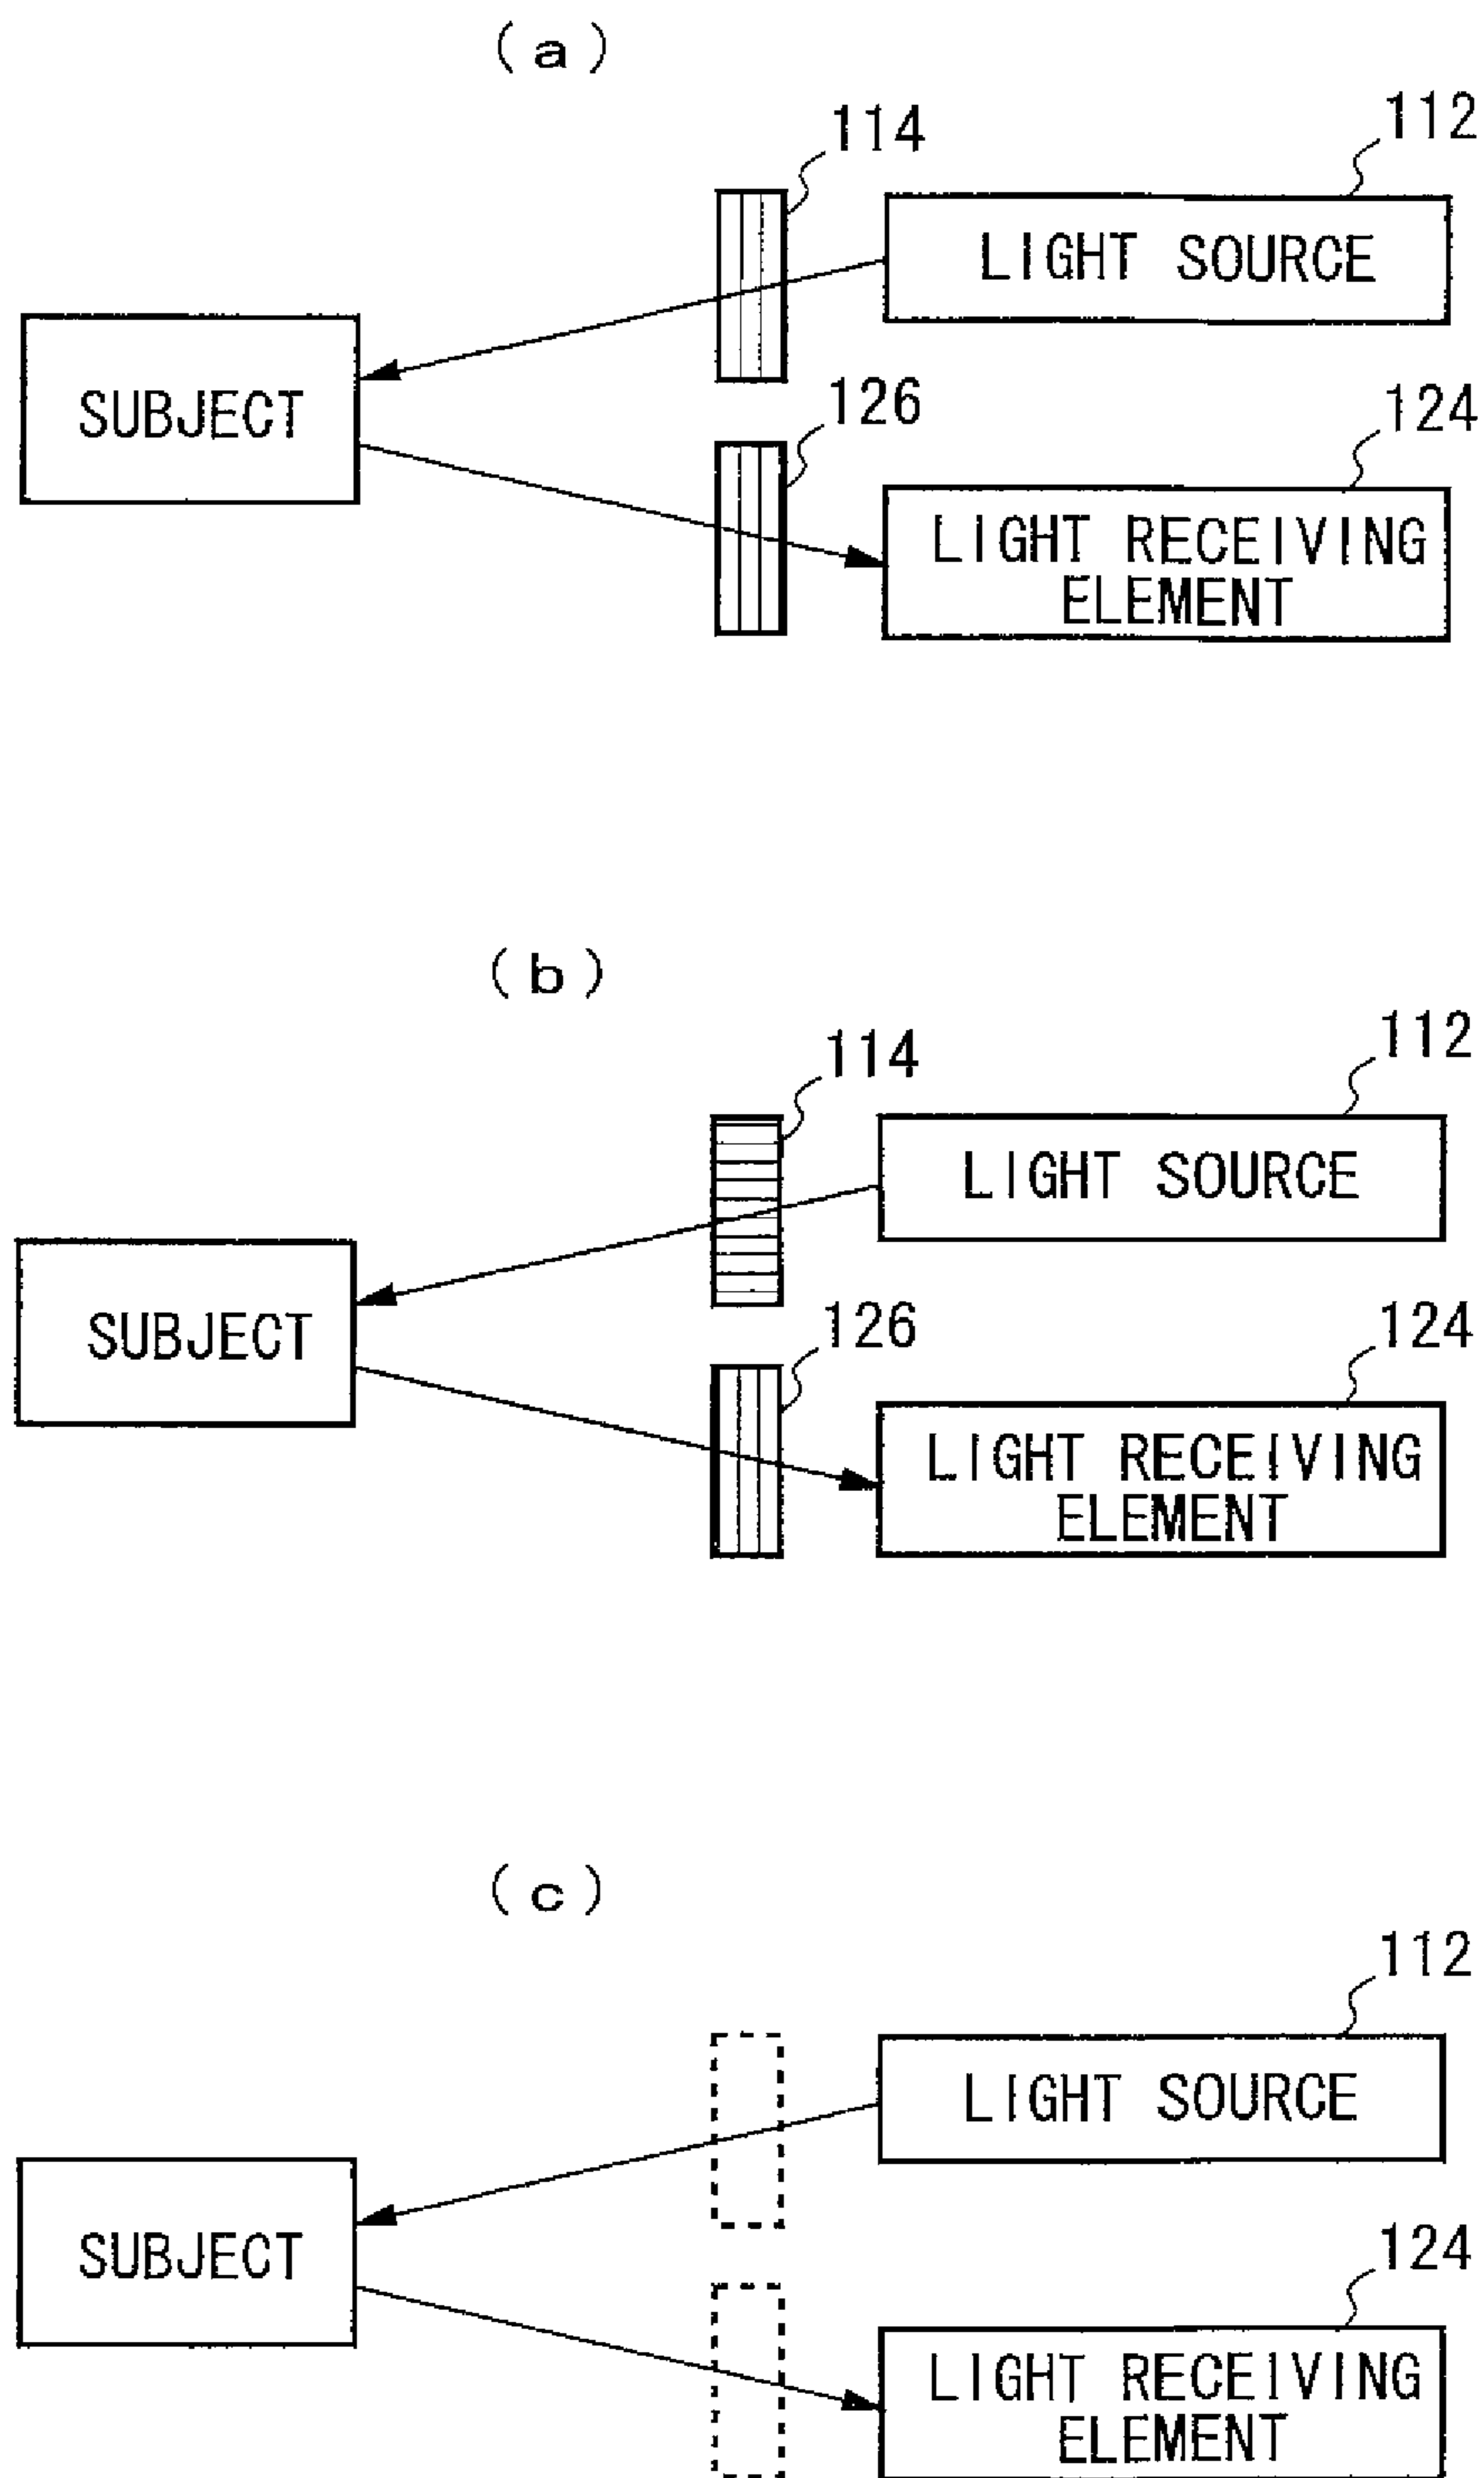 (a)
114
112
LIGHT SOURCE
SUBJECT
126
124
LIGHT RECEIVING
ELEMENT
(b)
114
112
LIGHT SOURCE
SUBJECT
126
124
LIGHT RECEIVING
ELEMENT
(c)
112
LIGHT SOURCE
SUBJECT
124
LIGHT RECEIVING
ELEMENT